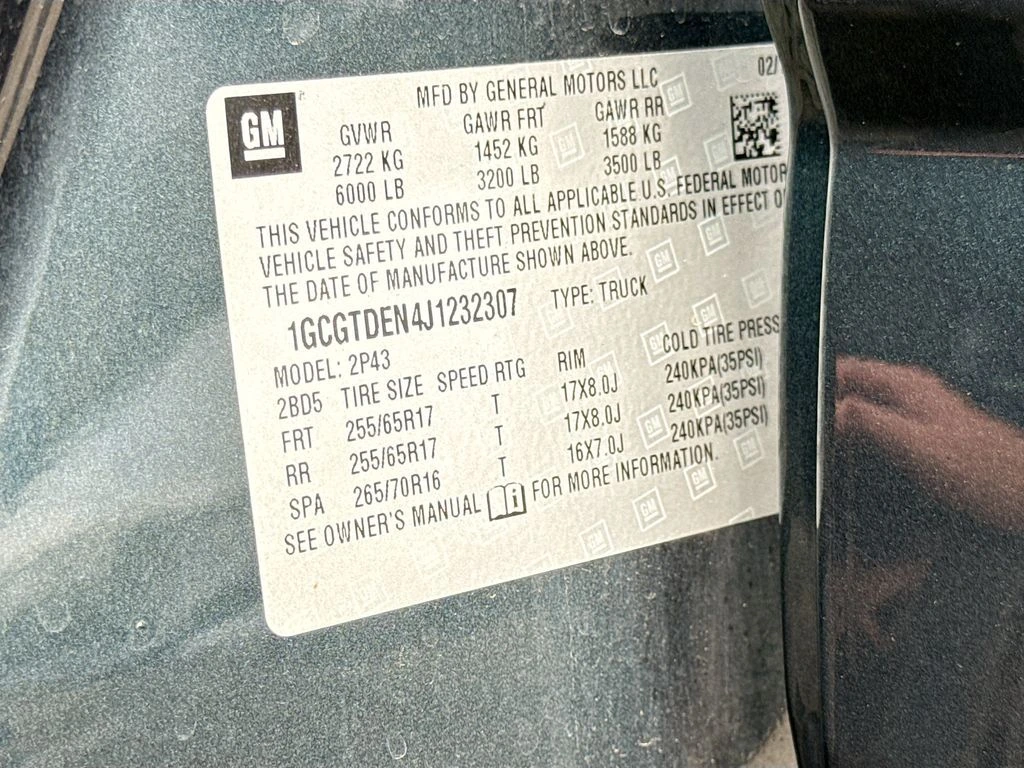 GM
MFD BY GENERAL MOTORS LLC 02/
GVWR GAWR FRT GAWR RR
2722 KG 1452 KG 1588 KG
6000 LB 3200 LB 3500 LB
THIS VEHICLE CONFORMS TO ALL APPLICABLE U.S. FEDERAL MOTOR
VEHICLE SAFETY AND THEFT PREVENTION STANDARDS IN EFFECT O
THE DATE OF MANUFACTURE SHOWN ABOVE.
1GCGTDEN4J1232307 TYPE: TRUCK
MODEL: 2P43
2BD5 TIRE SIZE SPEED RTG RIM COLD TIRE PRESS
FRT 255/65R17 T 17X8.0J 240KPA(35PSI)
RR 255/65R17 T 17X8.0J 240KPA(35PSI)
SPA 265/70R16 T 16X7.0J 240KPA(35PSI)
SEE OWNER'S MANUAL FOR MORE INFORMATION.